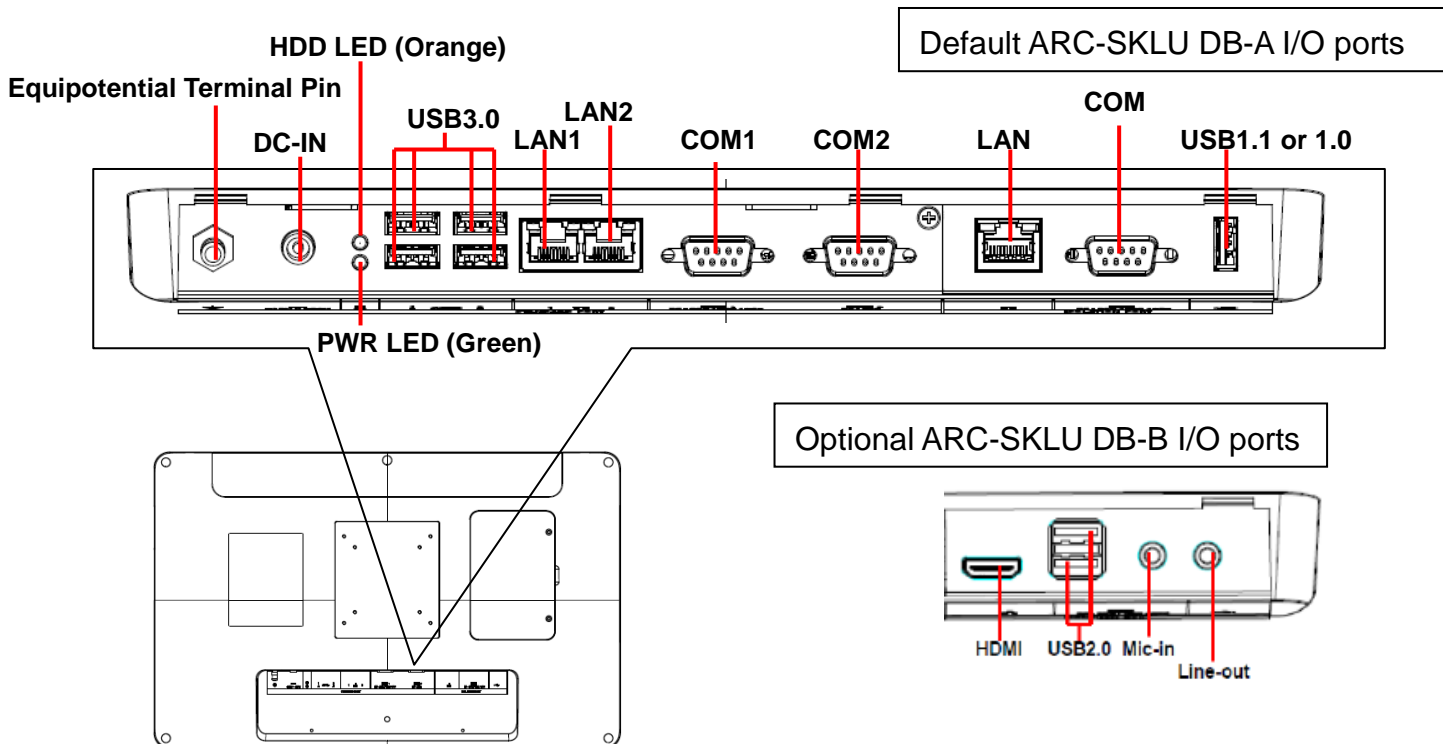 Default ARC-SKLU DB-A I/O ports
HDD LED (Orange)
Equipotential Terminal Pin
DC-IN
USB3.0
LAN1
LAN2
COM1
COM2
LAN
COM
USB1.1 or 1.0
PWR LED (Green)
Optional ARC-SKLU DB-B I/O ports
HDMI
USB2.0
Mic-in
Line-out